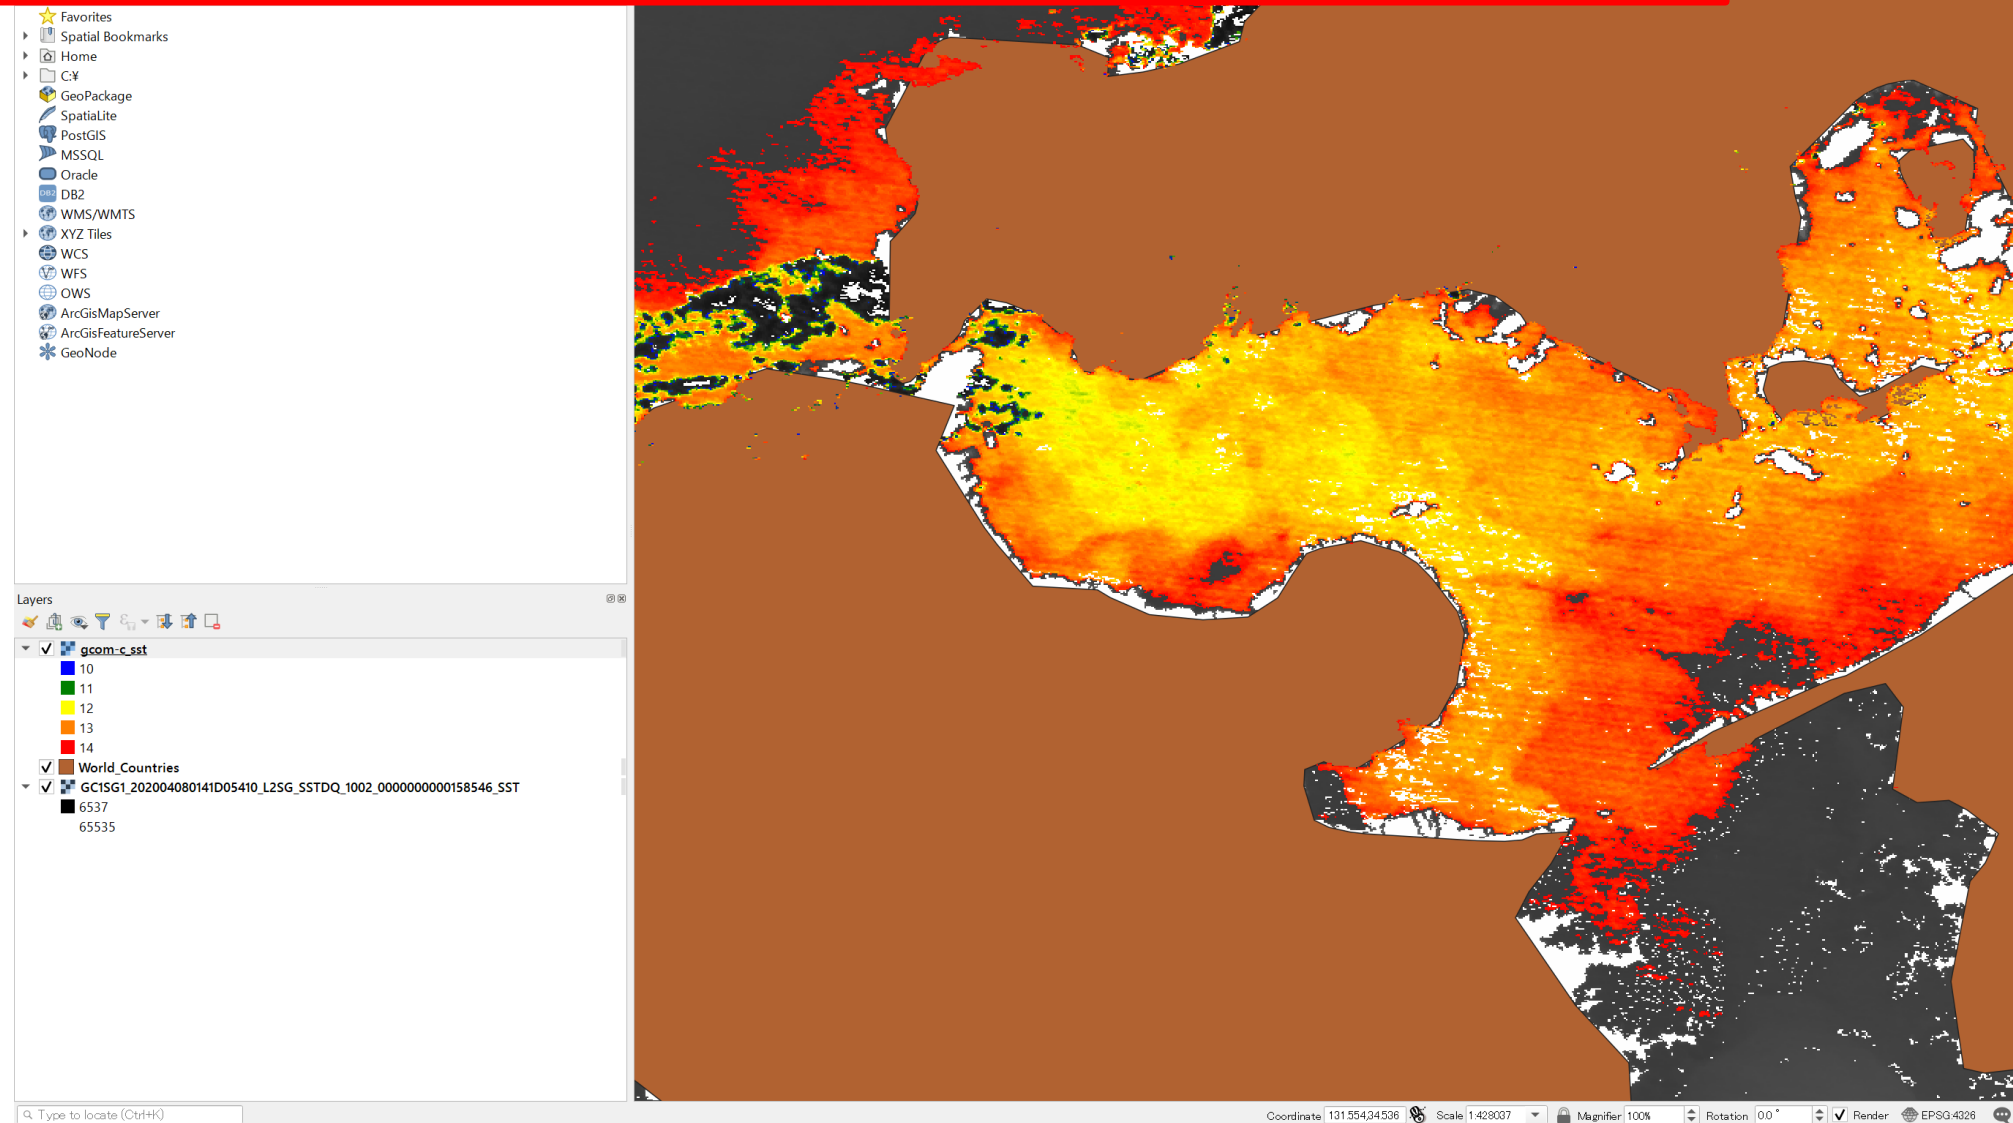 Favorites
Spatial Bookmarks
Home
C:¥
GeoPackage
SpatiaLite
PostGIS
MSSQL
Oracle
DB2
WMS/WMTS
XYZ Tiles
WCS
WFS
OWS
ArcGisMapServer
ArcGisFeatureServer
GeoNode
Layers
gcom-c_sst
10
11
12
13
14
World_Countries
GC1SG1_202004080141D05410_L2SG_SSTDQ_1002_0000000000158546_SST
6537
65535
Type to locate (Ctrl+K)
Coordinate 131.554,34.536 Scale 1:428037 Magnifier 100% Rotation 0.0 ° Render EPSG:4326